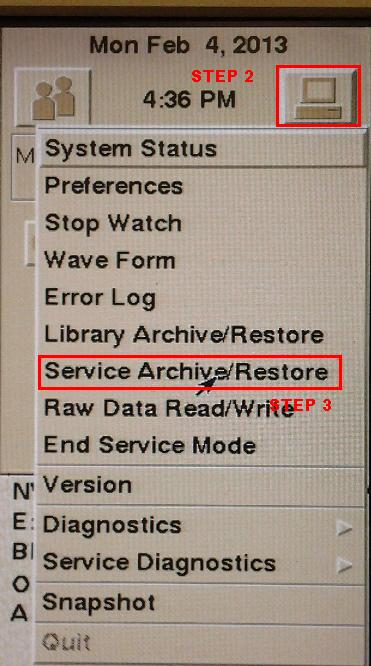 Mon Feb 4, 2013
STEP 2
4:36 PM
M
System Status
Preferences
Stop Watch
Wave Form
Error Log
Library Archive/Restore
Service Archive/Restore
Raw Data Read/Write
STEP 3
End Service Mode
Version
Diagnostics
Service Diagnostics
Snapshot
Quit